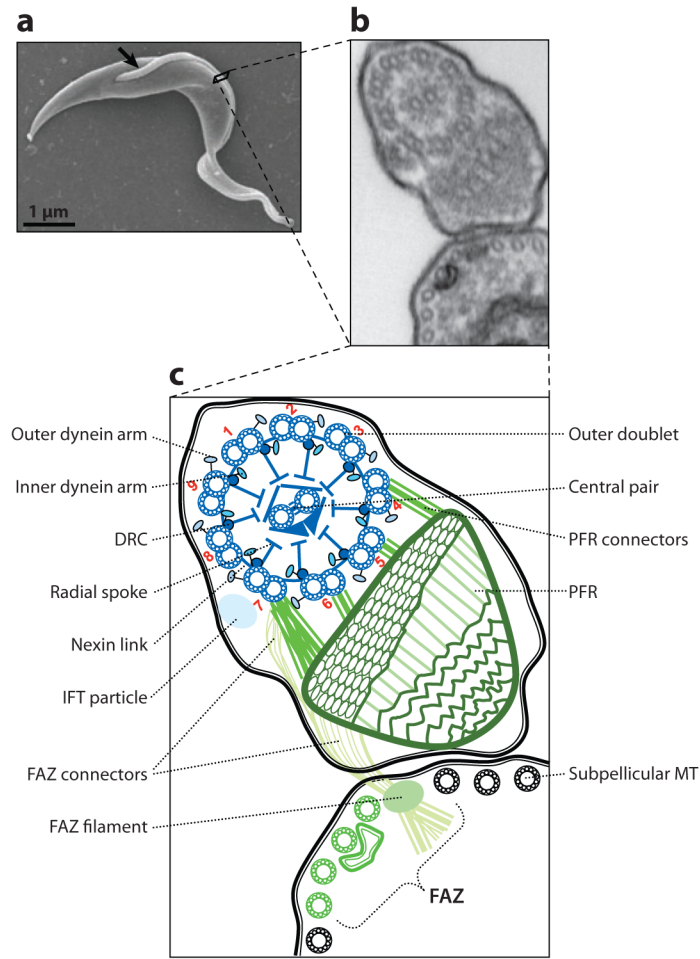 a
b
1 µm
c
Outer dynein arm
Inner dynein arm
DRC
Radial spoke
Nexin link
IFT particle
FAZ connectors
FAZ filament
1
2
3
4
5
6
7
8
9
Outer doublet
Central pair
PFR connectors
PFR
Subpellicular MT
FAZ